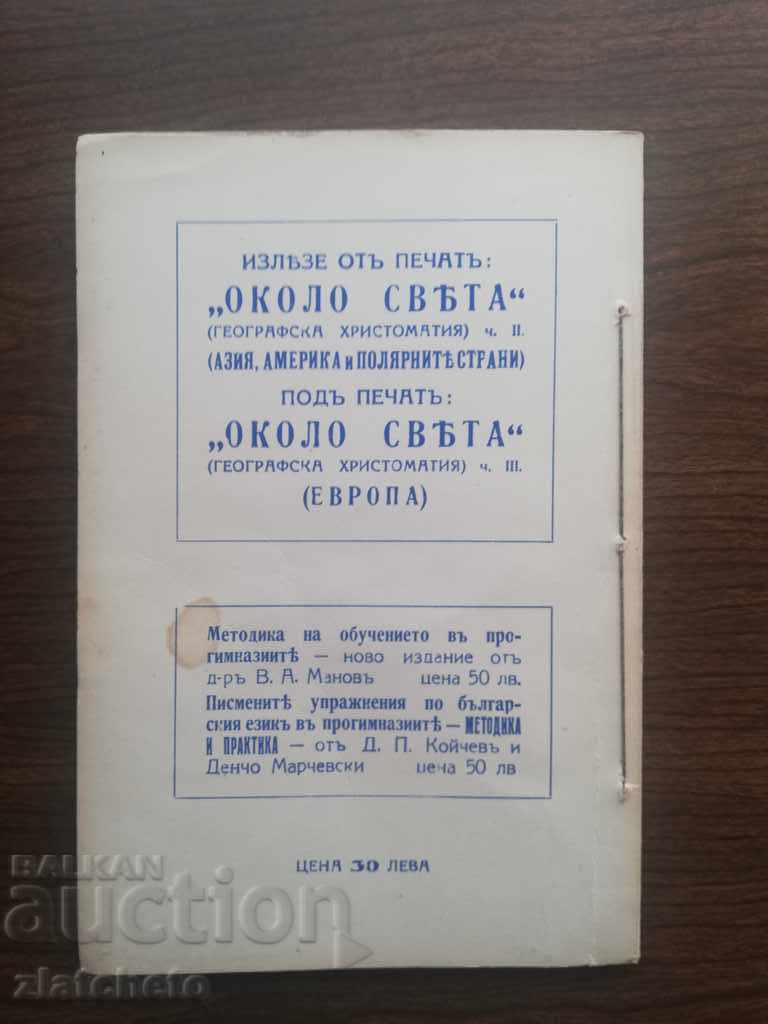 ИЗЛѢЗЕ ОТЪ ПЕЧАТЪ:
„ОКОЛО СВѢТА“
(ГЕОГРАФСКА ХРИСТОМАТИЯ) ч. II.
(АЗИЯ, АМЕРИКА и ПОЛЯРНИТѢ СТРАНИ)
ПОДЪ ПЕЧАТЪ:
„ОКОЛО СВѢТА“
(ГЕОГРАФСКА ХРИСТОМАТИЯ) ч. III.
(ЕВРОПА)
Методика на обучението въ про-
гимназиитѣ — ново издание отъ
д-ръ В. А. Мановъ цена 50 лв.
Писменитѣ упражнения по българ-
ския езикъ въ прогимназиитѣ — МЕТОДИКА
И ПРАКТИКА — отъ Д. П. Койчевъ и
Денчо Марчевски цена 50 лв
ЦЕНА 30 ЛЕВА
BALKAN
auction
zlatcheto